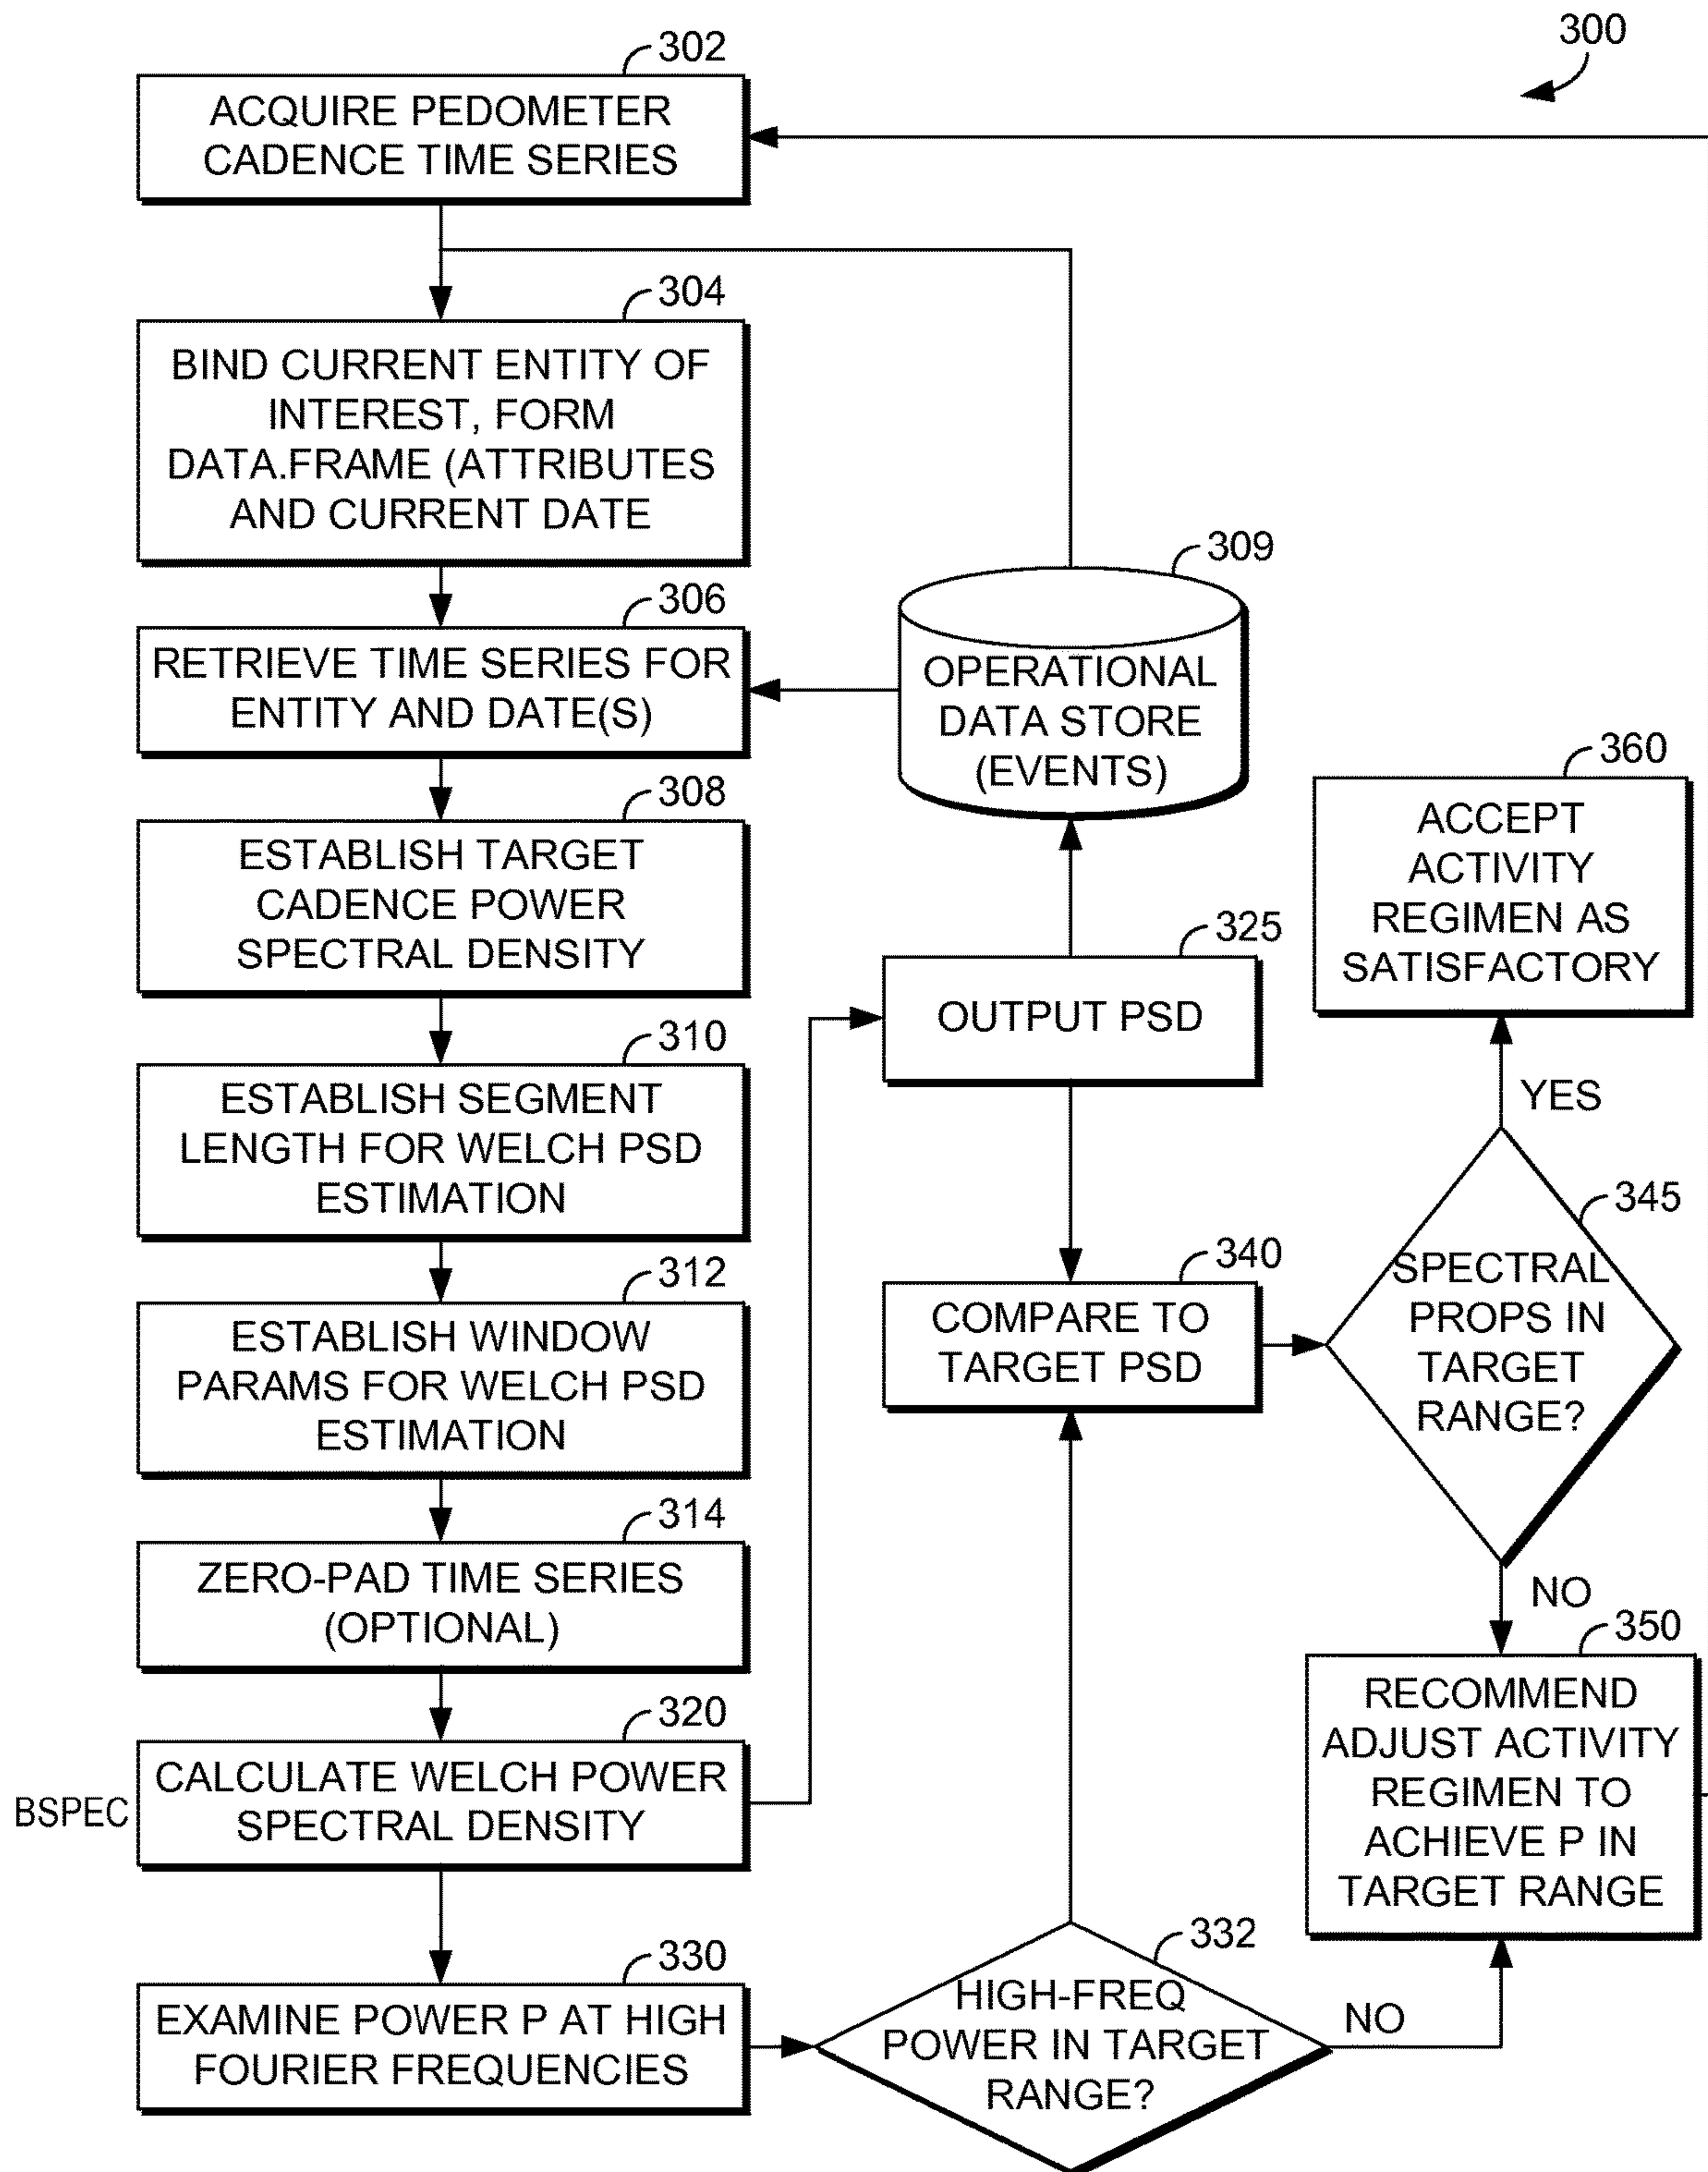 300
302
ACQUIRE PEDOMETER
CADENCE TIME SERIES
304
BIND CURRENT ENTITY OF
INTEREST, FORM
DATA.FRAME (ATTRIBUTES
AND CURRENT DATE
306
RETRIEVE TIME SERIES FOR
ENTITY AND DATE(S)
309
OPERATIONAL
DATA STORE
(EVENTS)
308
ESTABLISH TARGET
CADENCE POWER
SPECTRAL DENSITY
310
ESTABLISH SEGMENT
LENGTH FOR WELCH PSD
ESTIMATION
312
ESTABLISH WINDOW
PARAMS FOR WELCH PSD
ESTIMATION
314
ZERO-PAD TIME SERIES
(OPTIONAL)
320
BSPEC
CALCULATE WELCH POWER
SPECTRAL DENSITY
325
OUTPUT PSD
330
EXAMINE POWER P AT HIGH
FOURIER FREQUENCIES
332
HIGH-FREQ
POWER IN TARGET
RANGE?
NO
340
COMPARE TO
TARGET PSD
345
SPECTRAL
PROPS IN
TARGET
RANGE?
YES
360
ACCEPT
ACTIVITY
REGIMEN AS
SATISFACTORY
NO
350
RECOMMEND
ADJUST ACTIVITY
REGIMEN TO
ACHIEVE P IN
TARGET RANGE